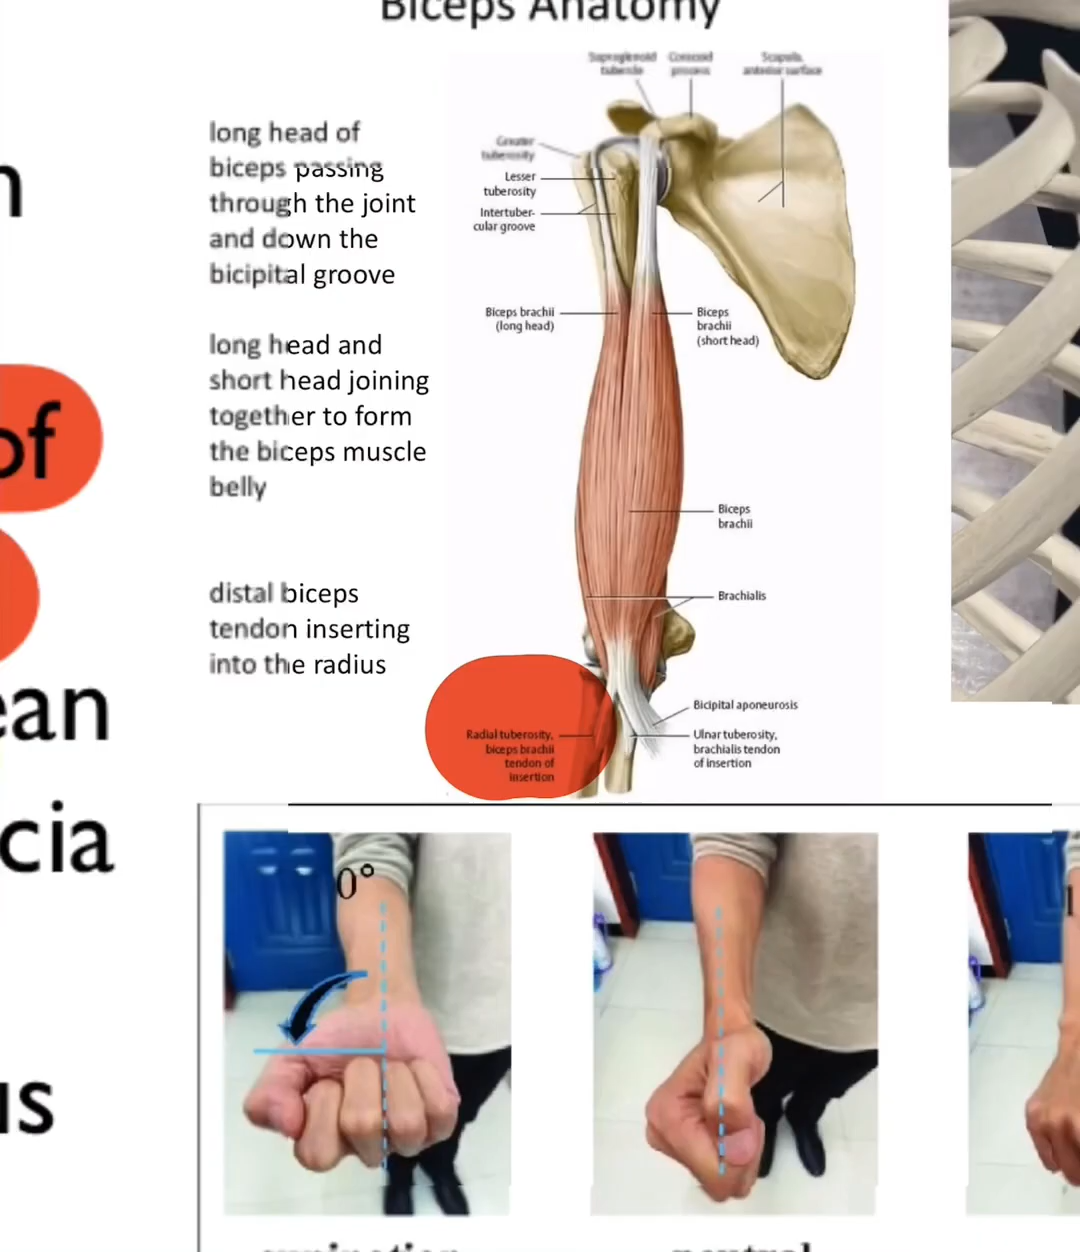 Biceps Anatomy
long head of
biceps passing
through the joint
and down the
bicipital groove
long head and
short head joining
together to form
the biceps muscle
belly
distal biceps
tendon inserting
into the radius
Supraglenoid
tubercle
Coracoid
process
Scapula,
anterior surface
Greater
tuberosity
Lesser
tuberosity
Intertuber-
cular groove
Biceps brachii
(long head)
Biceps
brachii
(short head)
Biceps
brachii
Brachialis
Bicipital aponeurosis
Radial tuberosity,
biceps brachii
tendon of
insertion
Ulnar tuberosity,
brachialis tendon
of insertion
of
cia
us
0°